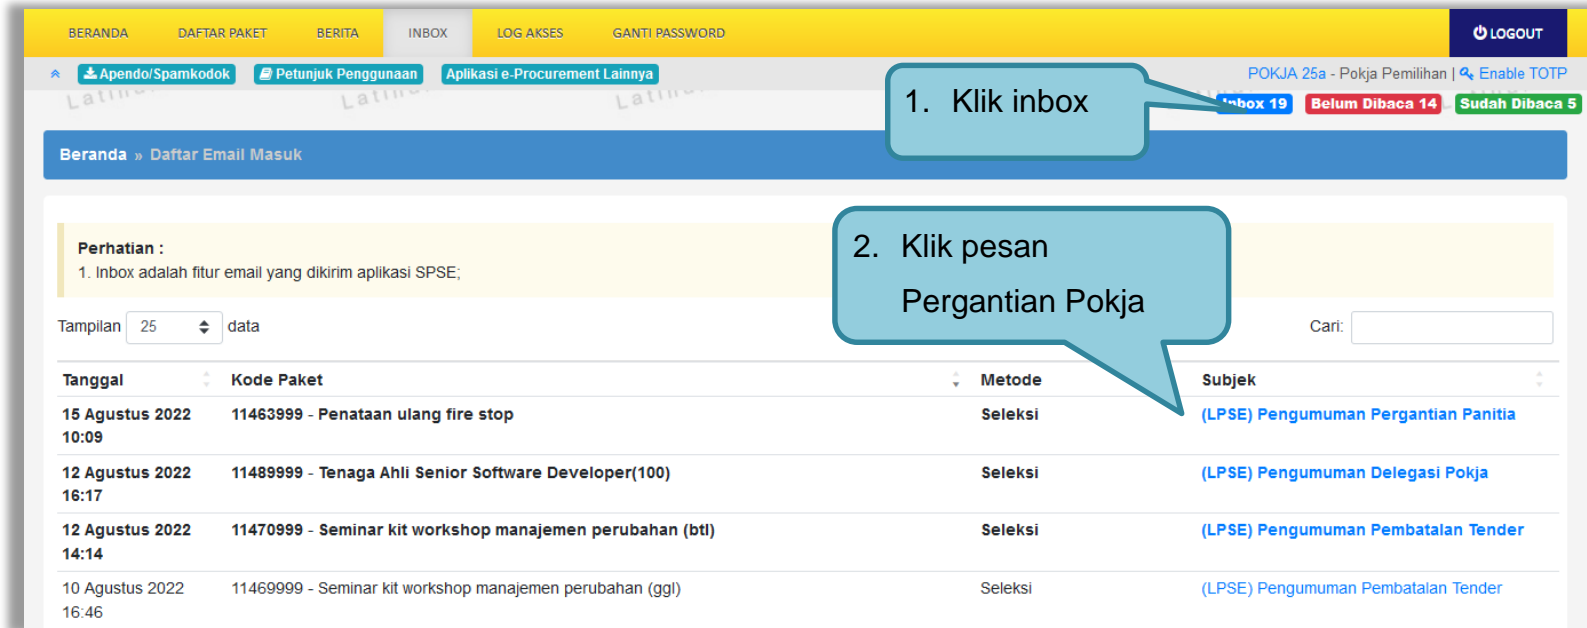 BERANDA DAFTAR PAKET BERITA INBOX LOG AKSES GANTI PASSWORD LOGOUT
Apendo/Spamkodok Petunjuk Penggunaan Aplikasi e-Procurement Lainnya POKJA 25a - Pokja Pemilihan | Enable TOTP
1. Klik inbox
Inbox 19 Belum Dibaca 14 Sudah Dibaca 5
Beranda » Daftar Email Masuk
Perhatian :
1. Inbox adalah fitur email yang dikirim aplikasi SPSE;
2. Klik pesan
Pergantian Pokja
Tampilan 25 data Cari:
Tanggal Kode Paket Metode Subjek
15 Agustus 2022 11463999 - Penataan ulang fire stop Seleksi (LPSE) Pengumuman Pergantian Panitia
10:09
12 Agustus 2022 11489999 - Tenaga Ahli Senior Software Developer(100) Seleksi (LPSE) Pengumuman Delegasi Pokja
16:17
12 Agustus 2022 11470999 - Seminar kit workshop manajemen perubahan (btl) Seleksi (LPSE) Pengumuman Pembatalan Tender
14:14
10 Agustus 2022 11469999 - Seminar kit workshop manajemen perubahan (ggl) Seleksi (LPSE) Pengumuman Pembatalan Tender
16:46